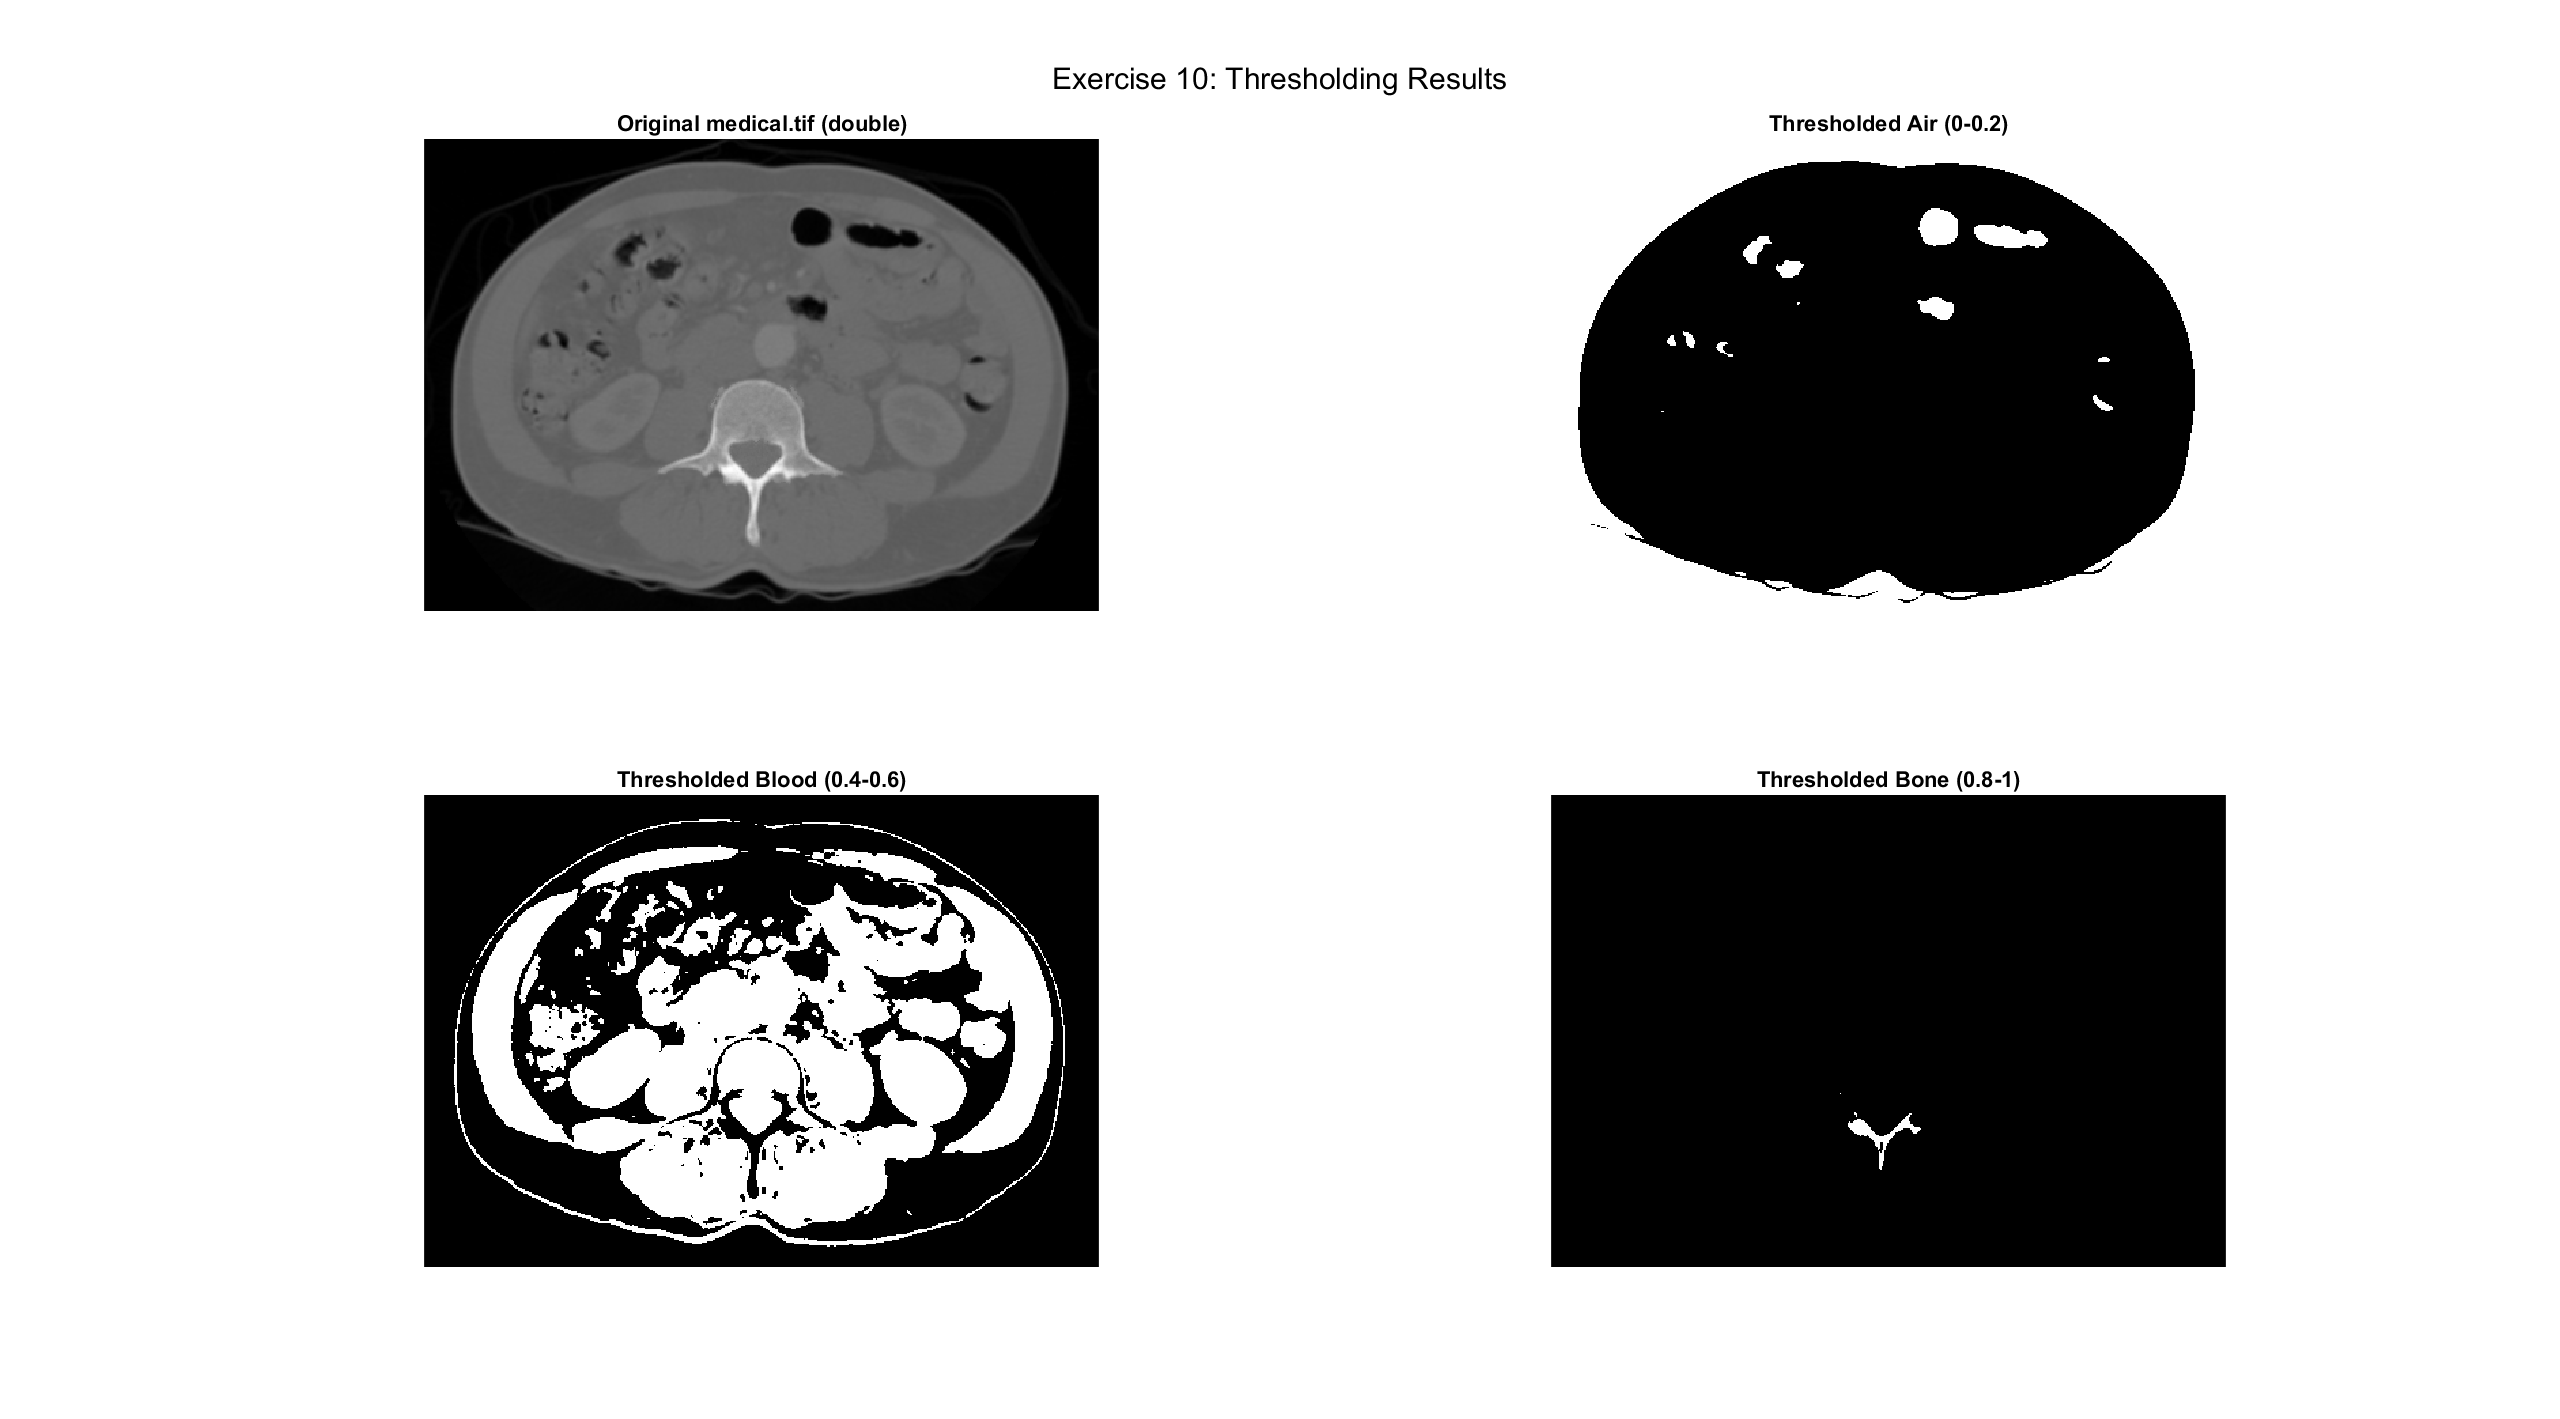 Exercise 10: Thresholding Results
Original medical.tif (double)
Thresholded Air (0-0.2)
Thresholded Blood (0.4-0.6)
Thresholded Bone (0.8-1)